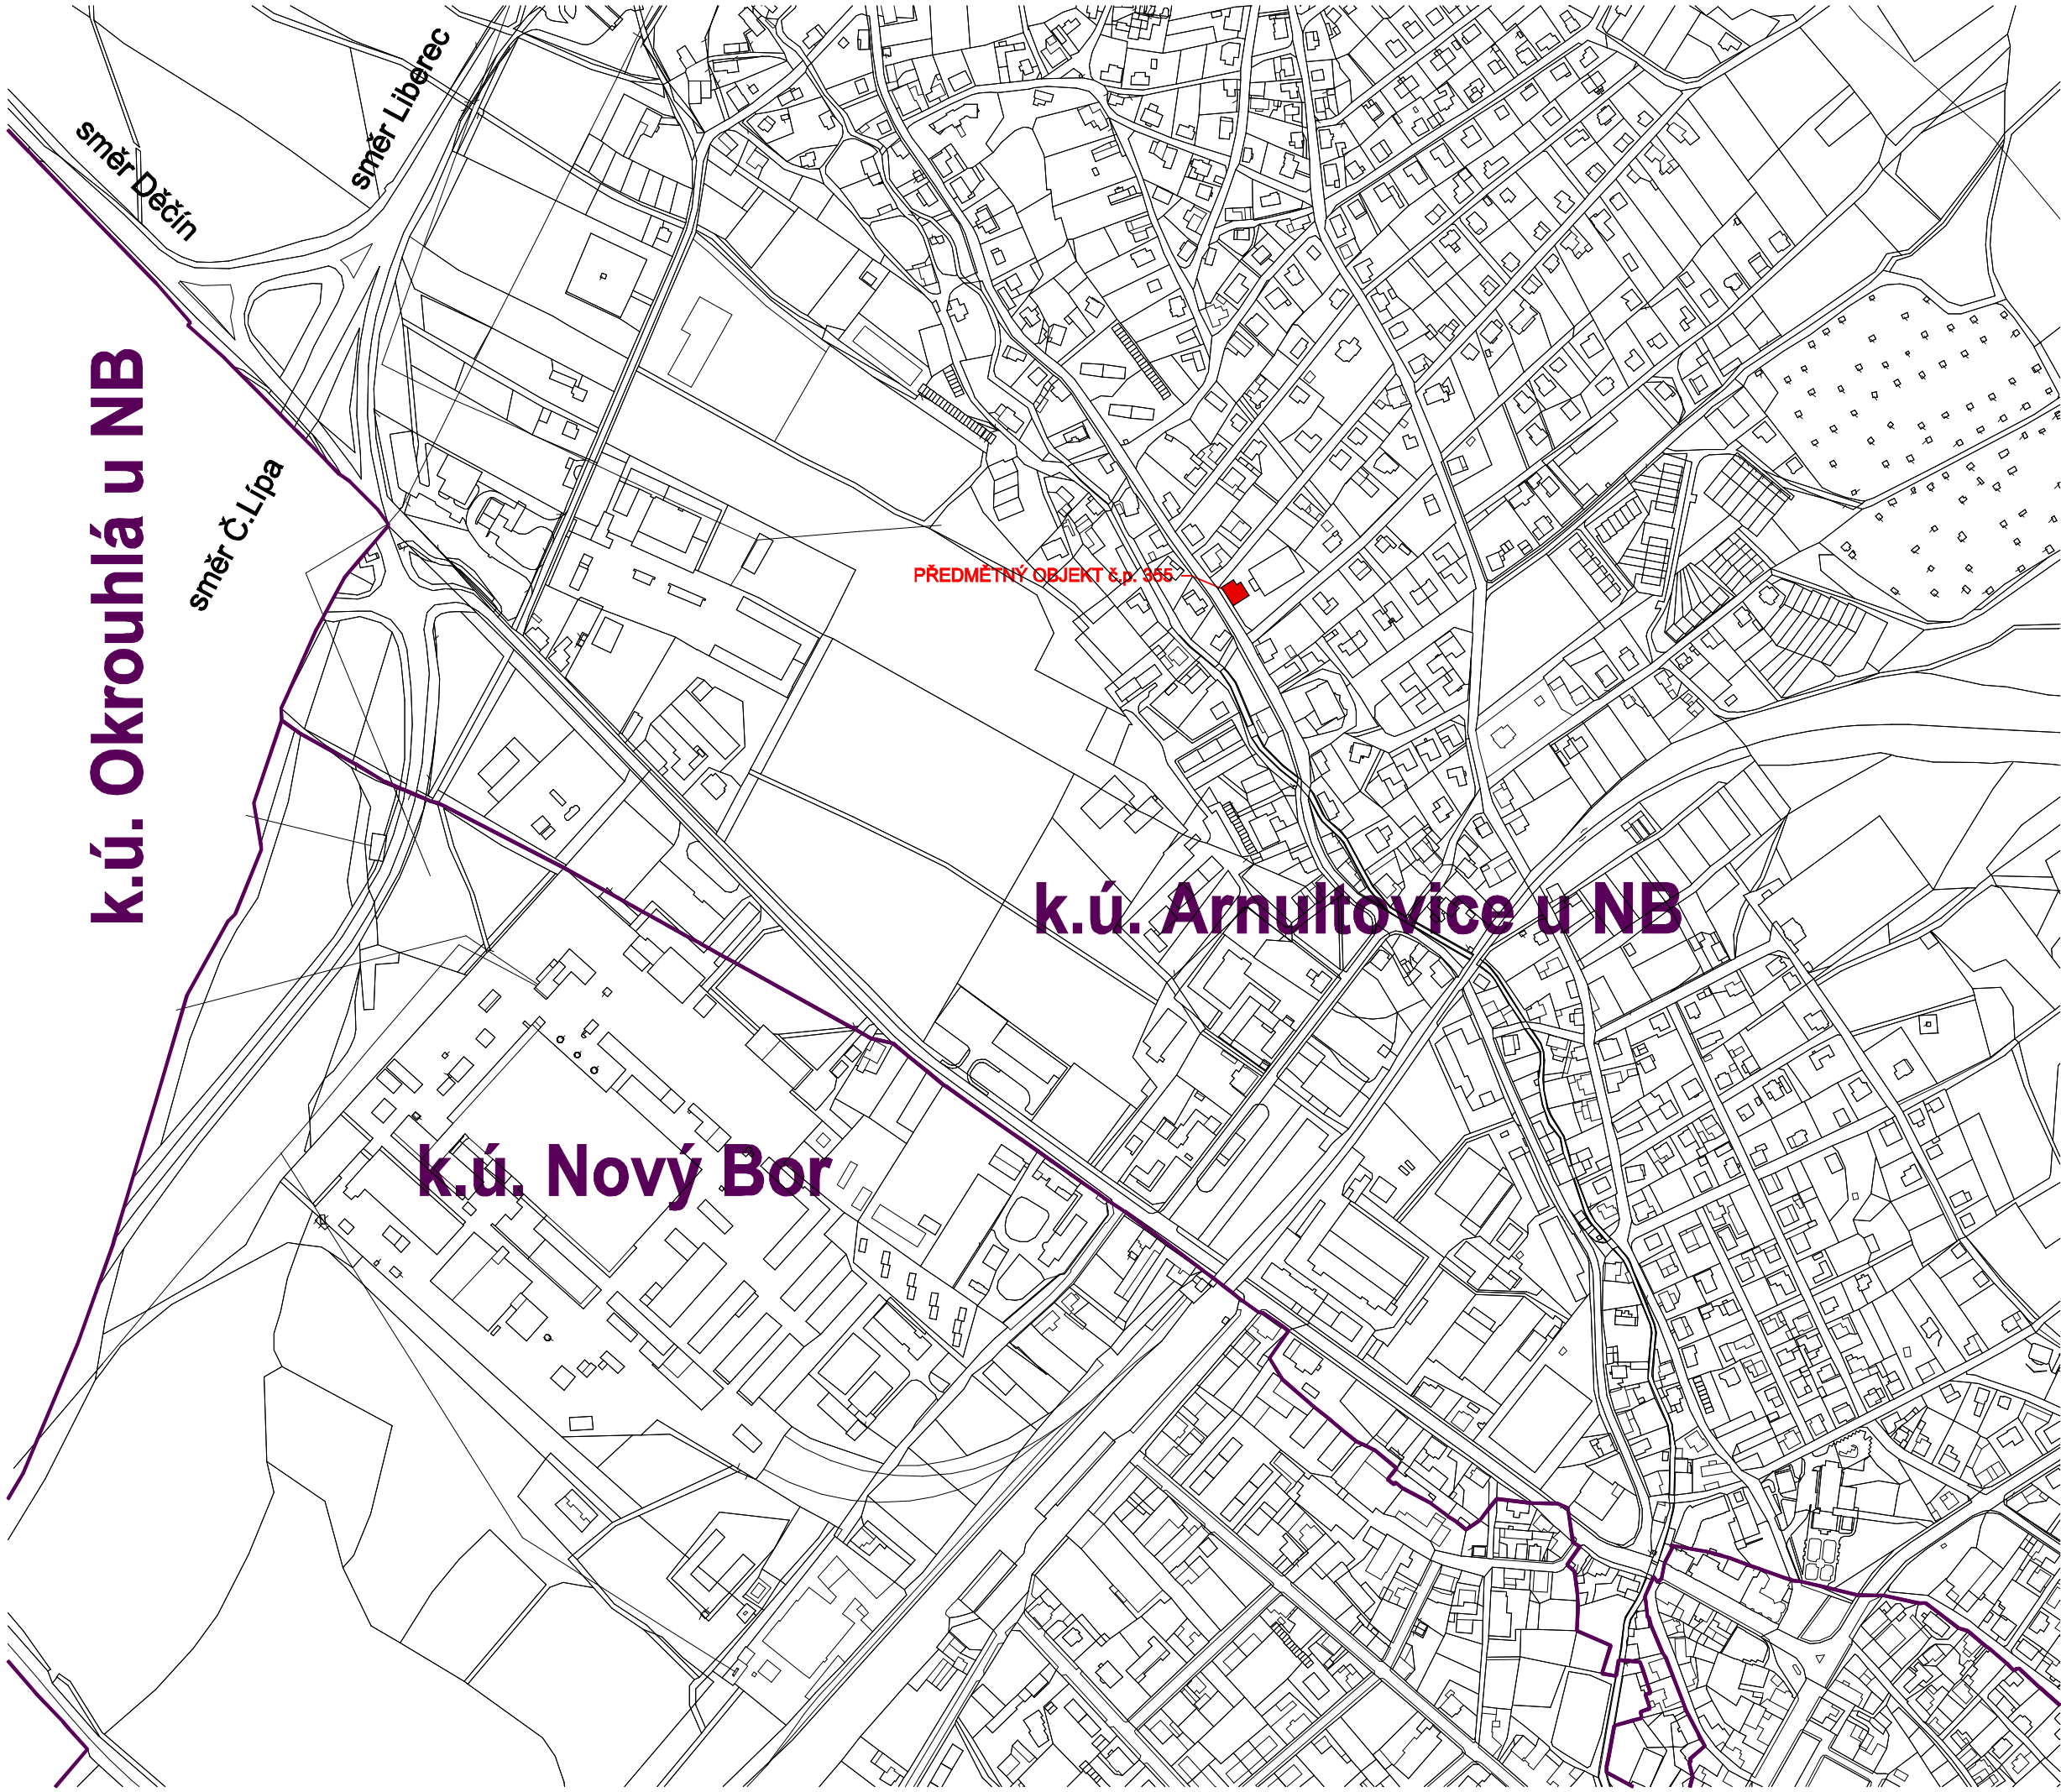 směr Liberec
směr Děčín
k.ú. Okrouhlá u NB
směr Č.Lípa
PŘEDMĚTNÝ OBJEKT č.p. 355
k.ú. Arnultovice u NB
k.ú. Nový Bor